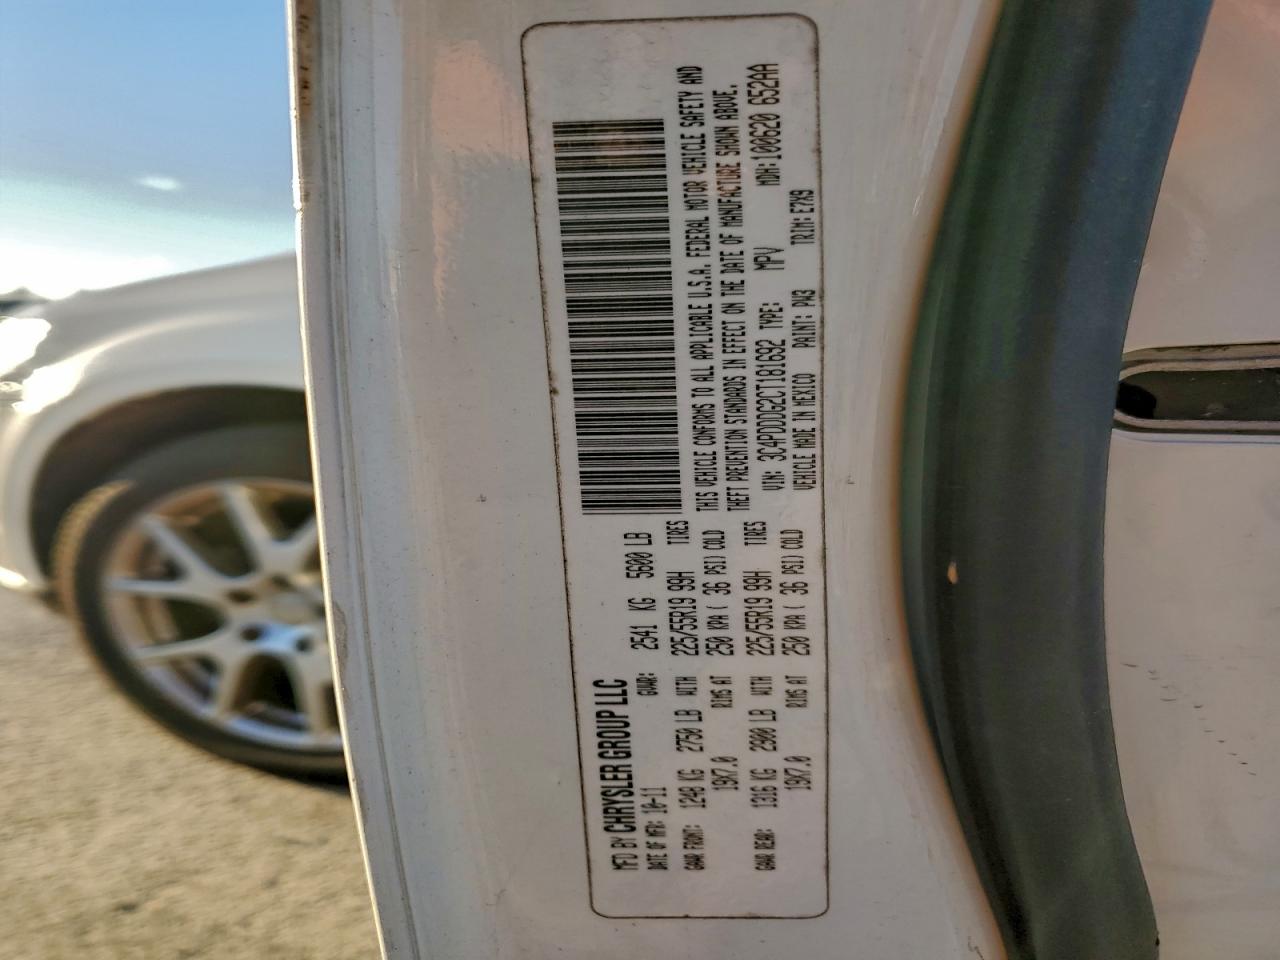 MFD BY CHRYSLER GROUP LLC
DATE OF MFR: 10-11 GVWR: 2541 KG 5600 LB
GAWR FRONT: 1248 KG 2750 LB WITH 225/55R19 99H TIRES
19X7.0 RIMS AT 250 KPA ( 36 PSI) COLD
GAWR REAR: 1316 KG 2900 LB WITH 225/55R19 99H TIRES
19X7.0 RIMS AT 250 KPA ( 36 PSI) COLD
THIS VEHICLE CONFORMS TO ALL APPLICABLE U.S.A. FEDERAL MOTOR VEHICLE SAFETY AND
THEFT PREVENTION STANDARDS IN EFFECT ON THE DATE OF MANUFACTURE SHOWN ABOVE.
VIN: 3C4PDDDG2CT181692 TYPE: MPV MDH:100620 652AA
VEHICLE MADE IN MEXICO PAINT: PW3 TRIM: E7X9